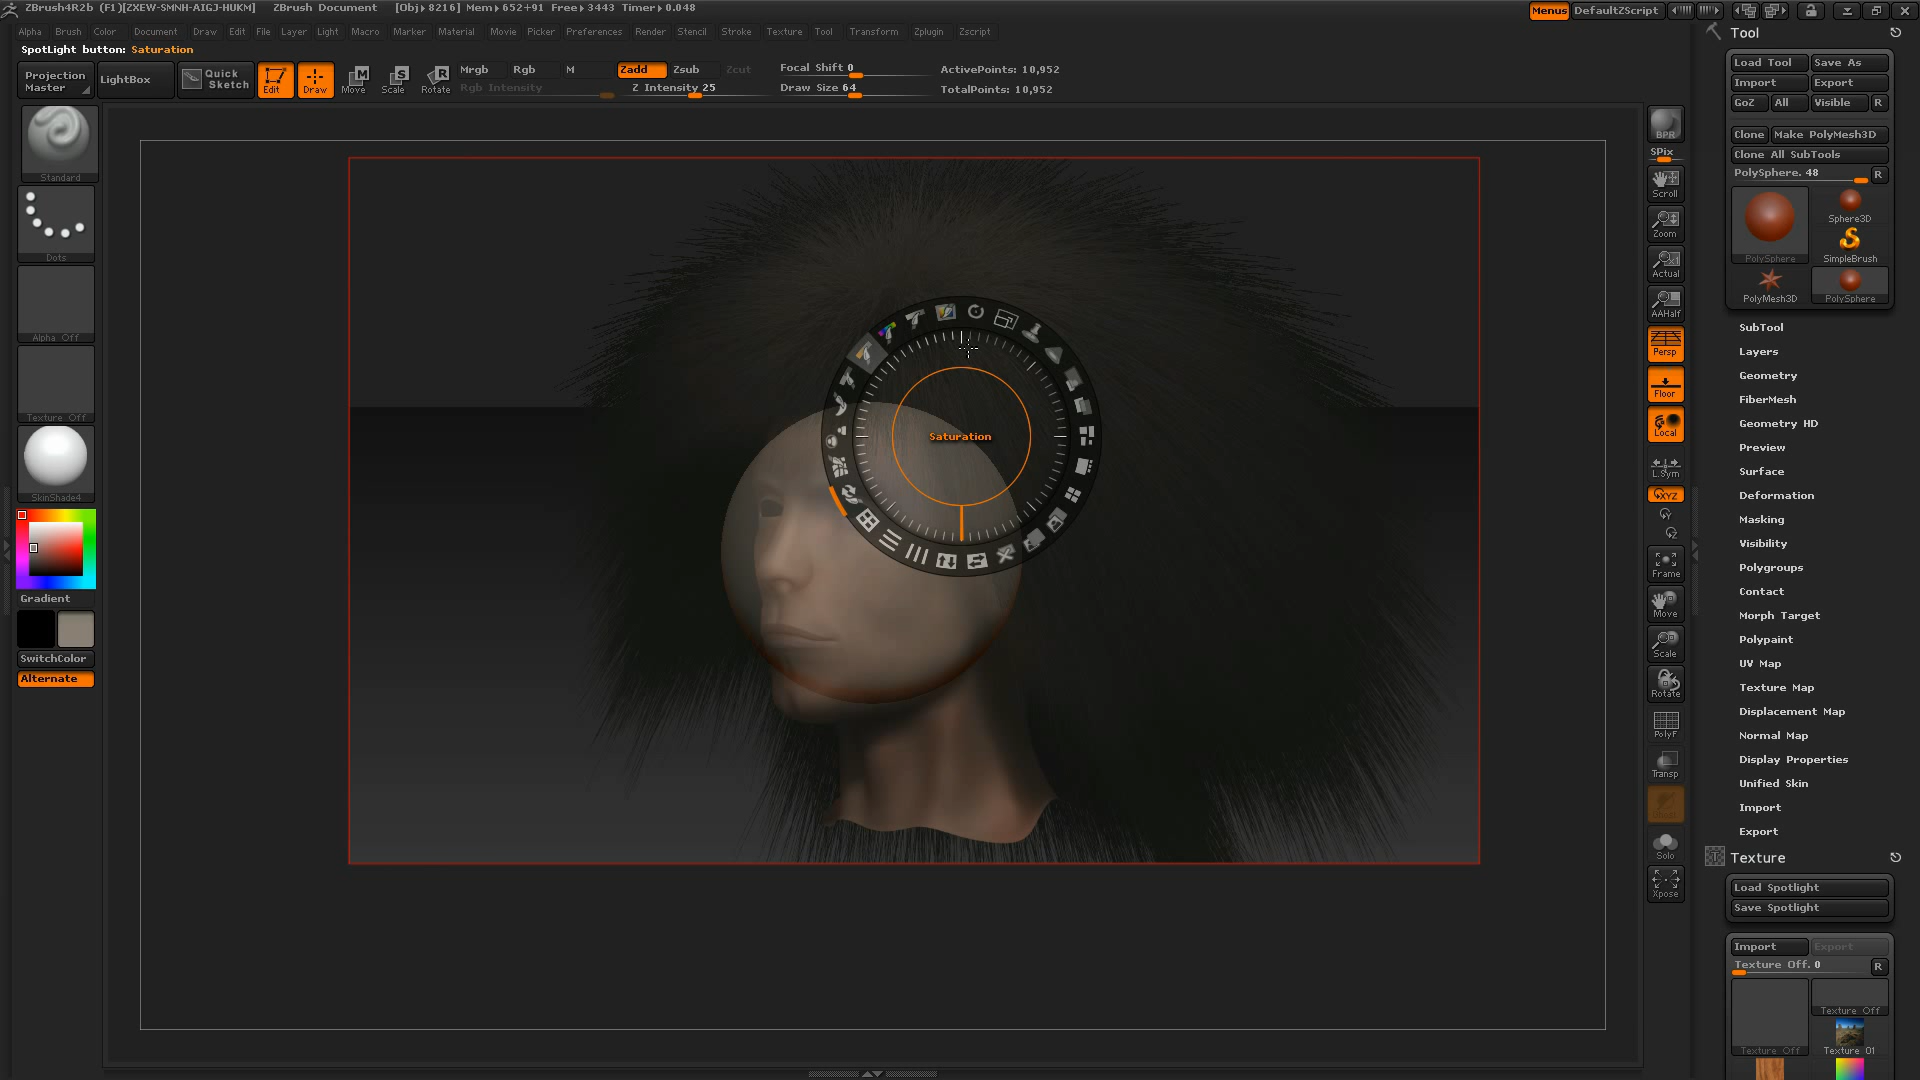 ZBrush4R2b (F1)[ZXEW-SMNH-AIGJ-HUKM] ZBrush Document [Obj▸8216] Mem▸652+91 Free▸3443 Timer▸0.048 Menus DefaultZScript
Alpha Brush Color Document Draw Edit File Layer Light Macro Marker Material Movie Picker Preferences Render Stencil Stroke Texture Tool Transform Zplugin Zscript
SpotLight button: Saturation
Projection Master
LightBox
Quick Sketch
Edit
Draw
Move
Scale
Rotate
Mrgb Rgb M Zadd Zsub Zcut
Rgb Intensity Z Intensity 25
Focal Shift 0
Draw Size 64
ActivePoints: 10,952
TotalPoints: 10,952
Standard
Dots
Alpha Off
Texture Off
SkinShade4
Gradient
SwitchColor
Alternate
Saturation
BPR
SPix
Scroll
Zoom
Actual
AAHalf
Persp
Floor
Local
L.Sym
XYZ
Y
Z
Frame
Move
Scale
Rotate
PolyF
Transp
Solo
Xpose
Tool
Load Tool Save As
Import Export
GoZ All Visible R
Clone Make PolyMesh3D
Clone All SubTools
PolySphere. 48 R
PolySphere
Sphere3D
SimpleBrush
PolyMesh3D
PolySphere
SubTool
Layers
Geometry
FiberMesh
Geometry HD
Preview
Surface
Deformation
Masking
Visibility
Polygroups
Contact
Morph Target
Polypaint
UV Map
Texture Map
Displacement Map
Normal Map
Display Properties
Unified Skin
Import
Export
Texture
Load Spotlight
Save Spotlight
Import Export
Texture Off. 0 R
Texture Off
Texture Off
Texture 01